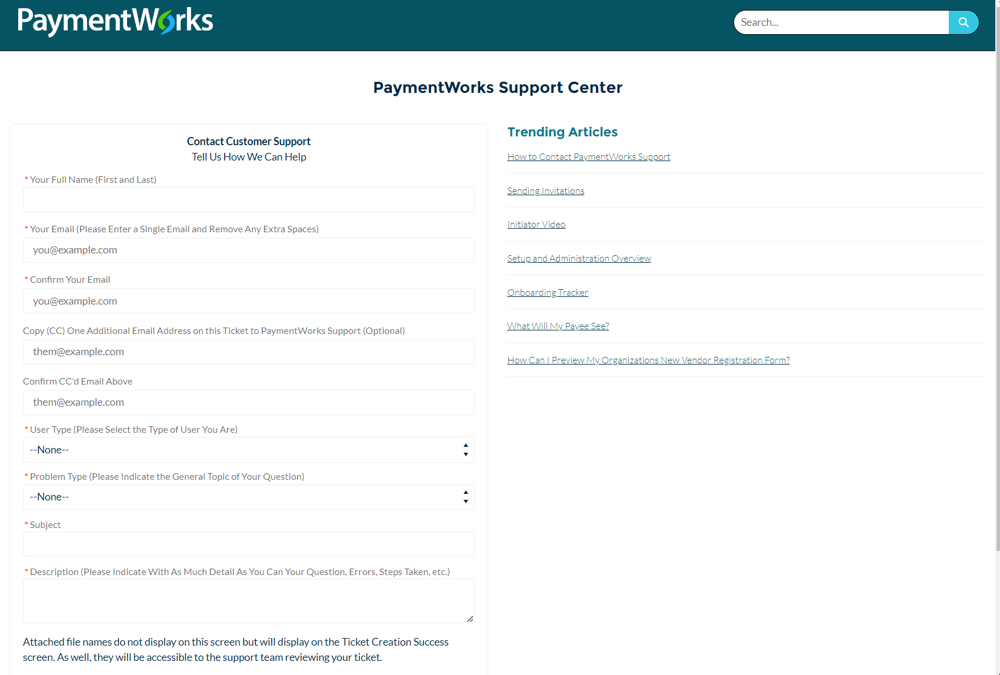 PaymentWorks
Search...
PaymentWorks Support Center
Contact Customer Support
Tell Us How We Can Help
* Your Full Name (First and Last)
* Your Email (Please Enter a Single Email and Remove Any Extra Spaces)
you@example.com
* Confirm Your Email
you@example.com
Copy (CC) One Additional Email Address on this Ticket to PaymentWorks Support (Optional)
them@example.com
Confirm CC'd Email Above
them@example.com
* User Type (Please Select the Type of User You Are)
--None--
* Problem Type (Please Indicate the General Topic of Your Question)
--None--
* Subject
* Description (Please Indicate With As Much Detail As You Can Your Question, Errors, Steps Taken, etc.)
Attached file names do not display on this screen but will display on the Ticket Creation Success
screen. As well, they will be accessible to the support team reviewing your ticket.
Trending Articles
How to Contact PaymentWorks Support
Sending Invitations
Initiator Video
Setup and Administration Overview
Onboarding Tracker
What Will My Payee See?
How Can I Preview My Organizations New Vendor Registration Form?